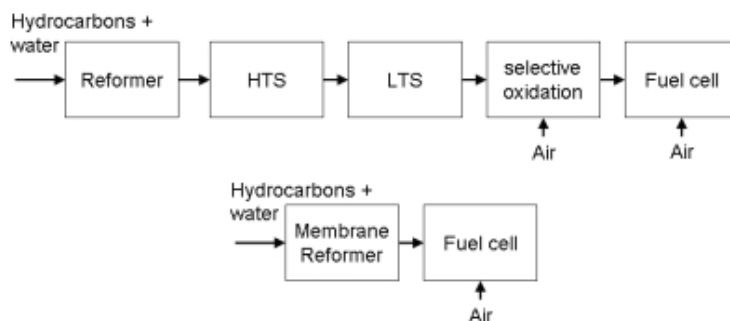 Hydrocarbons +
water
Reformer
HTS
LTS
selective
oxidation
Fuel cell
Air
Air
Hydrocarbons +
water
Membrane
Reformer
Fuel cell
Air